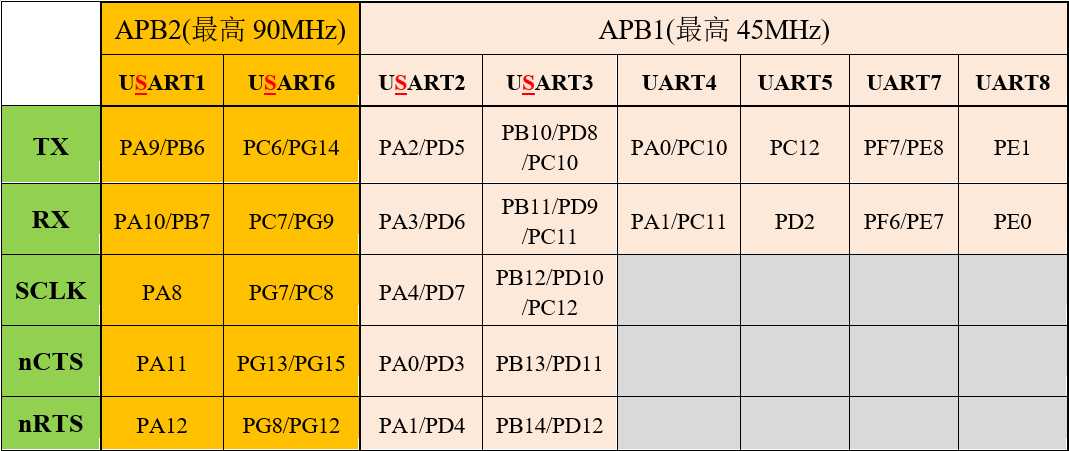 APB2(最高 90MHz) APB1(最高 45MHz)
USART1 USART6 USART2 USART3 UART4 UART5 UART7 UART8
TX PA9/PB6 PC6/PG14 PA2/PD5 PB10/PD8 /PC10 PA0/PC10 PC12 PF7/PE8 PE1
RX PA10/PB7 PC7/PG9 PA3/PD6 PB11/PD9 /PC11 PA1/PC11 PD2 PF6/PE7 PE0
SCLK PA8 PG7/PC8 PA4/PD7 PB12/PD10 /PC12
nCTS PA11 PG13/PG15 PA0/PD3 PB13/PD11
nRTS PA12 PG8/PG12 PA1/PD4 PB14/PD12